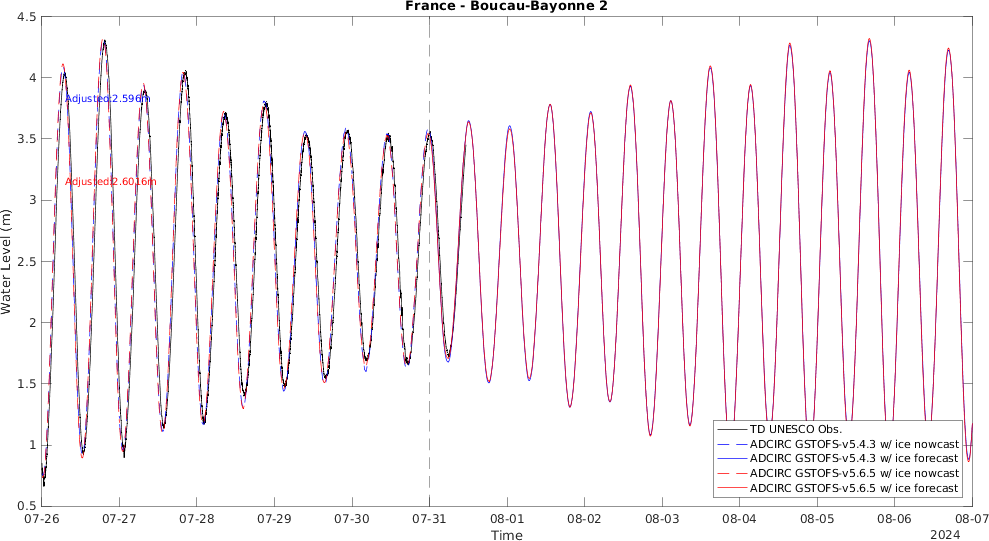 France - Boucau-Bayonne 2
4.5
4
3.5
3
2.5
2
1.5
1
0.5
Water Level (m)
Adjusted:2.596m
Adjusted:2.6016m
TD UNESCO Obs.
ADCIRC GSTOFS-v5.4.3 w/ ice nowcast
ADCIRC GSTOFS-v5.4.3 w/ ice forecast
ADCIRC GSTOFS-v5.6.5 w/ ice nowcast
ADCIRC GSTOFS-v5.6.5 w/ ice forecast
07-26 07-27 07-28 07-29 07-30 07-31 08-01 08-02 08-03 08-04 08-05 08-06 08-07
Time
2024